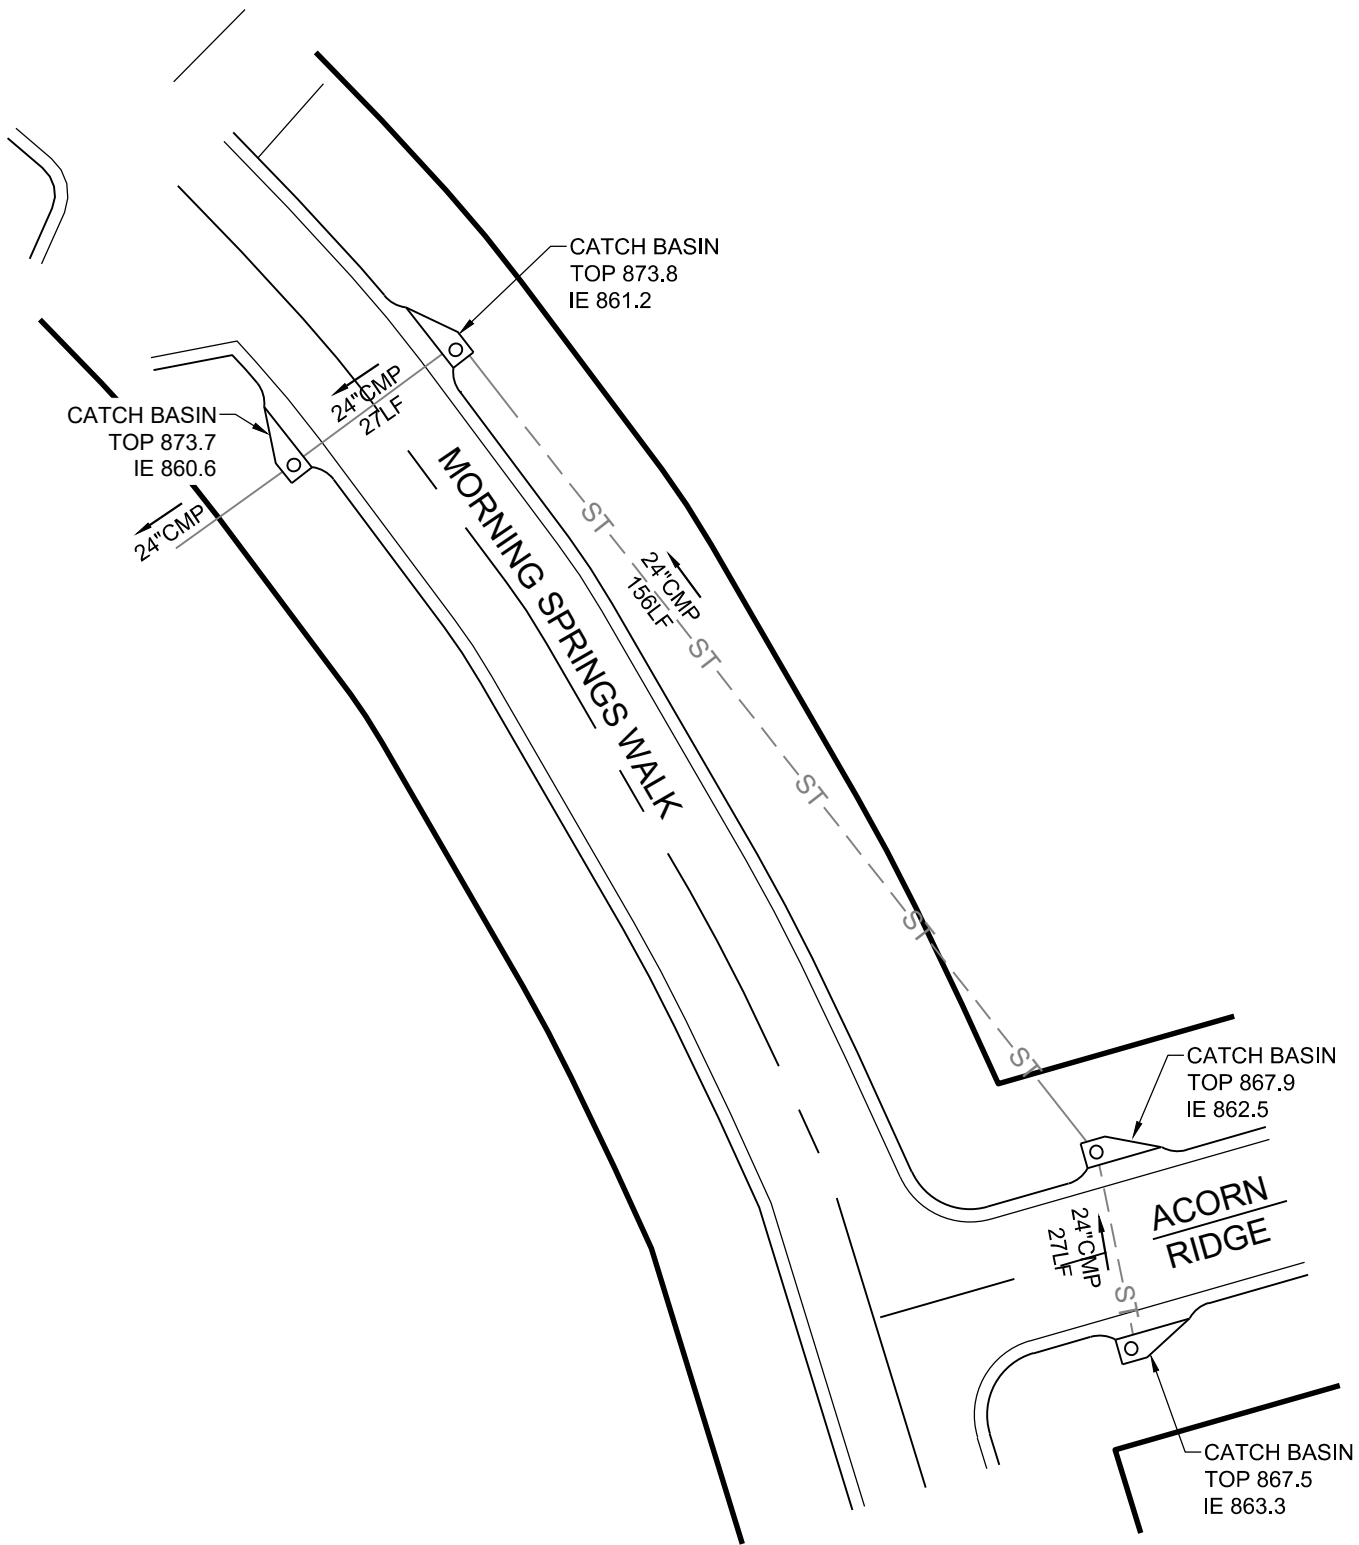 CATCH BASIN
TOP 873.8
IE 861.2
24"CMP
27LF
CATCH BASIN
TOP 873.7
IE 860.6
24"CMP
MORNING SPRINGS WALK
ST
24"CMP
156LF
ST
ST
ST
ST
CATCH BASIN
TOP 867.9
IE 862.5
ACORN
RIDGE
24"CMP
27LF
ST
CATCH BASIN
TOP 867.5
IE 863.3